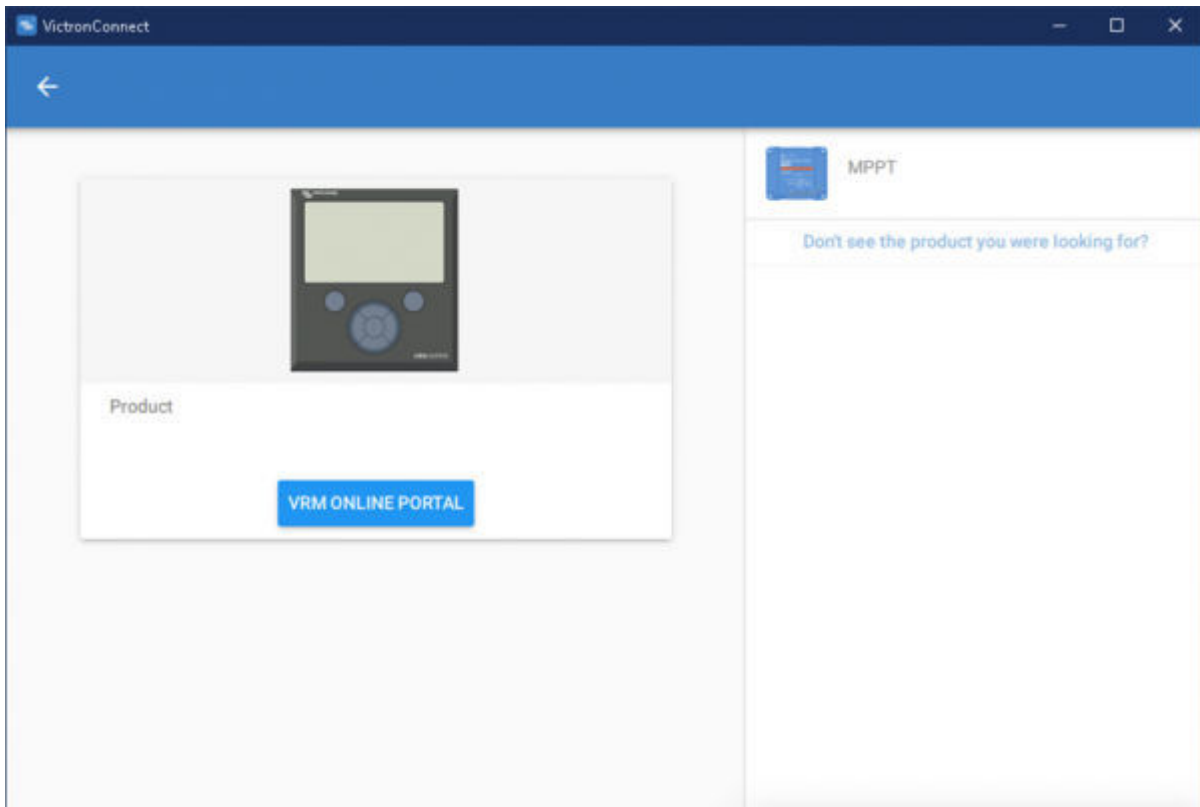 VictronConnect
MPPT
Don't see the product you were looking for?
Product
VRM ONLINE PORTAL